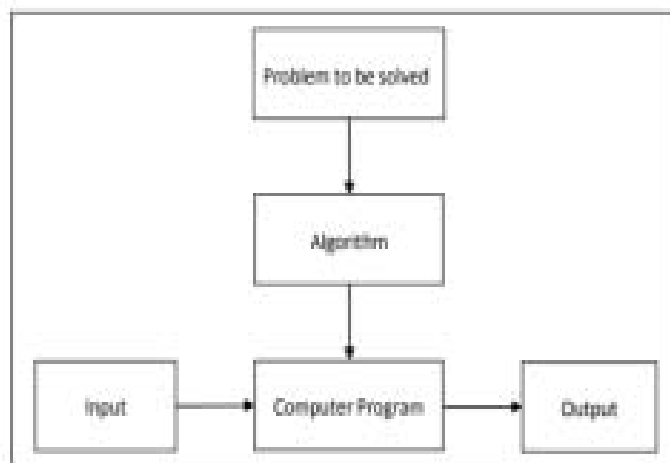 Problem to be solved
Algorithm
Input
Computer Program
Output